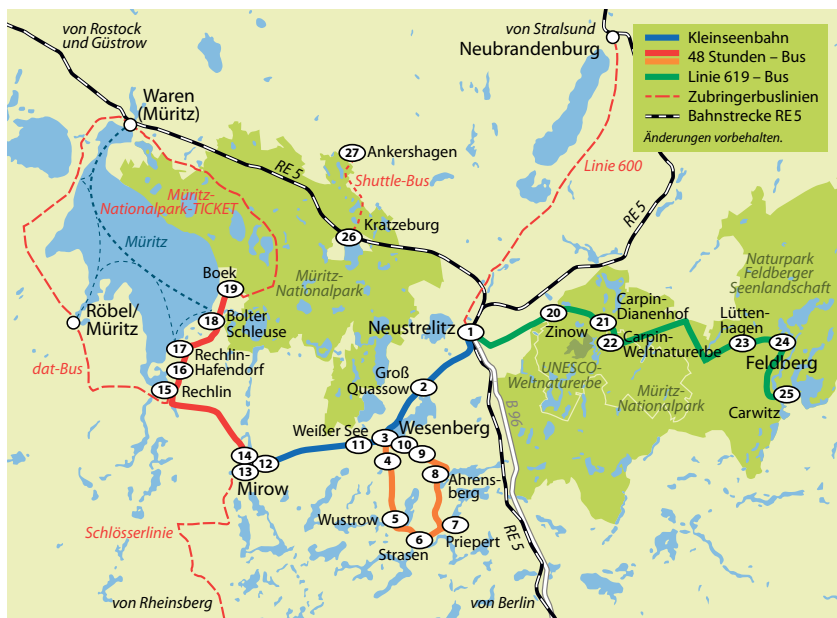 von Rostock
und Güstrow
von Stralsund
Neubrandenburg
Kleinseenbahn
48 Stunden – Bus
Linie 619 – Bus
Zubringerbuslinien
Bahnstrecke RE 5
Änderungen vorbehalten.
Waren
(Müritz)
27
Ankershagen
RE 5
Shuttle-Bus
Linie 600
RE 5
Müritz-
Nationalpark-TICKET
Müritz
26
Kratzeburg
Müritz-
Nationalpark
Naturpark
Feldberger
Seenlandschaft
Boek
19
18
Bolter
Schleuse
Röbel/
Müritz
17
Rechlin-
Hafendorf
16
15
Rechlin
dat-Bus
Neustrelitz
1
20
Zinow
Carpin-
Dianenhof
21
22
Carpin-
Weltnaturerbe
Lütten-
hagen
23
24
Feldberg
25
Carwitz
UNESCO-
Weltnaturerbe
Müritz-
Nationalpark
B 96
Groß
Quassow
2
Weißer See
11
3
Wesenberg
10
4
9
8
Ahrens-
berg
14
13
12
Mirow
Wustrow
5
6
Strasen
7
Priepert
Schlösserlinie
RE 5
von Rheinsberg
von Berlin